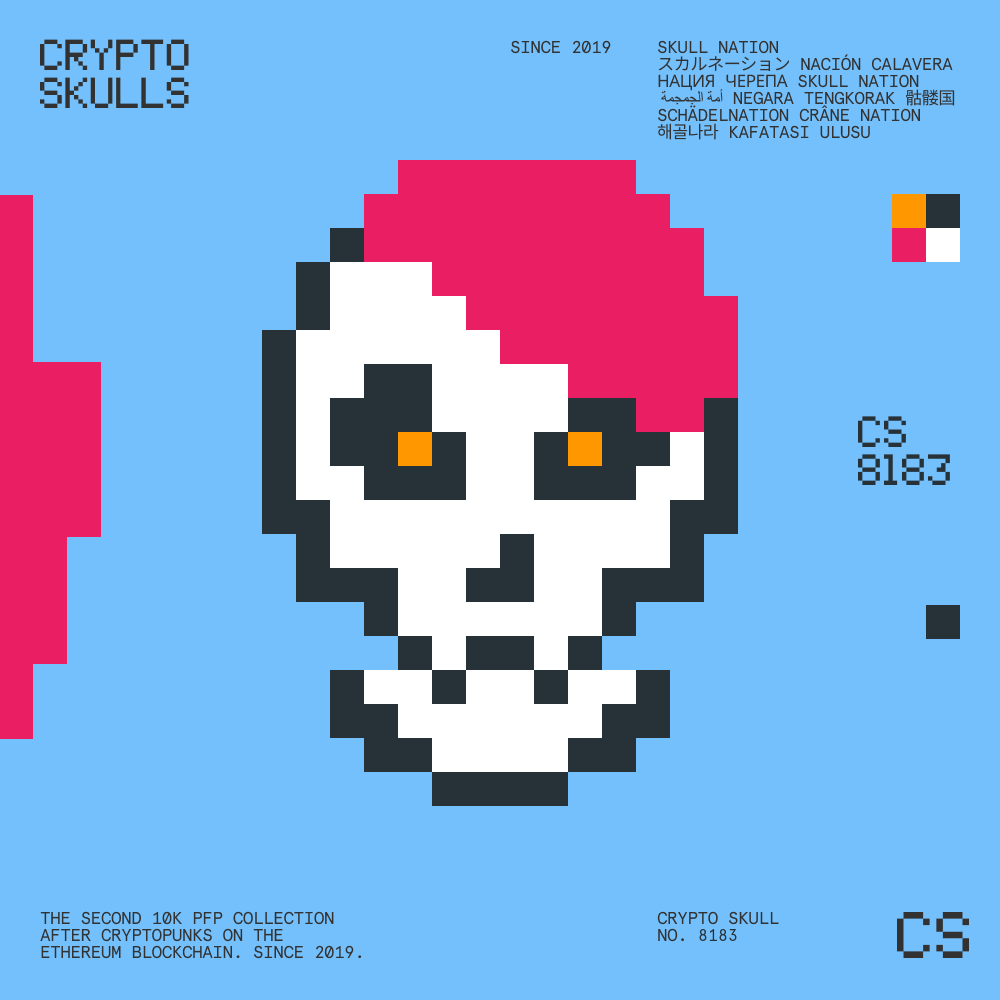 CRYPTO
SKULLS
SINCE 2019
SKULL NATION
スカルネーション NACIÓN CALAVERA
НАЦИЯ ЧЕРЕПА SKULL NATION
أمة الجمجمة NEGARA TENGKORAK 骷髅国
SCHÄDELNATION CRÂNE NATION
해골나라 KAFATASI ULUSU
CS
8183
THE SECOND 10K PFP COLLECTION
AFTER CRYPTOPUNKS ON THE
ETHEREUM BLOCKCHAIN. SINCE 2019.
CRYPTO SKULL
NO. 8183
CS